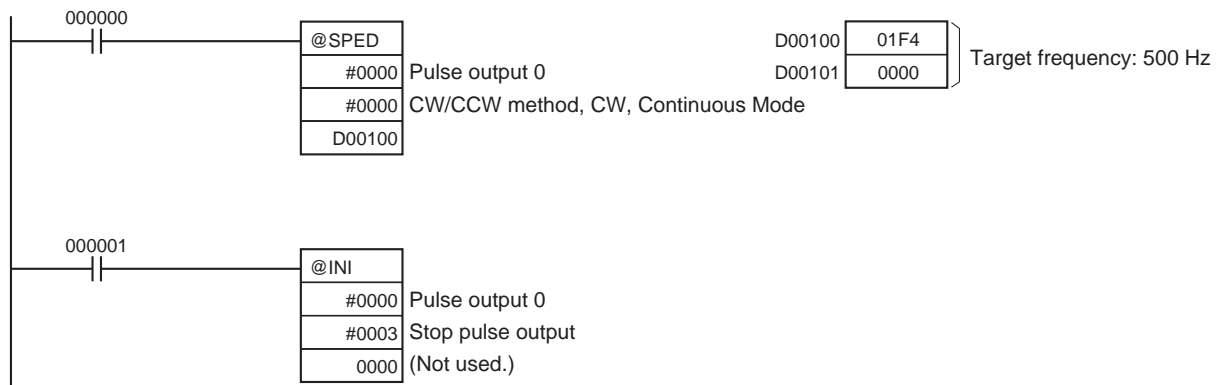 000000
@SPED
#0000 Pulse output 0
#0000 CW/CCW method, CW, Continuous Mode
D00100
D00100 01F4
D00101 0000
Target frequency: 500 Hz
000001
@INI
#0000 Pulse output 0
#0003 Stop pulse output
0000 (Not used.)